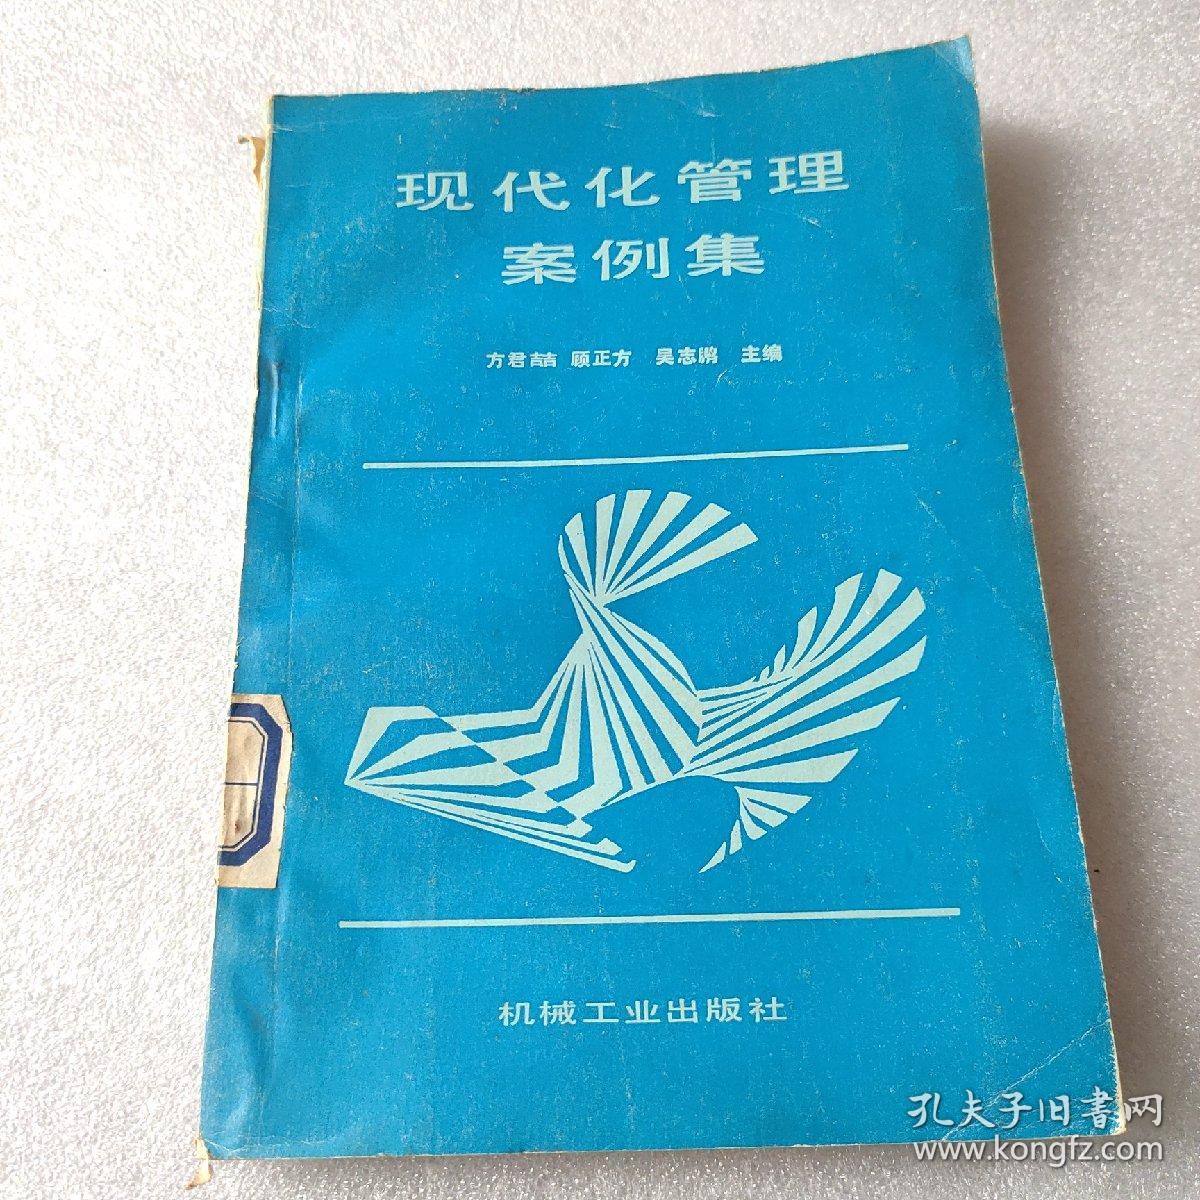 现代化管理
案例集
方君喆 顾正方 吴志鹏 主编
机械工业出版社
孔夫子旧书网
www.kongfz.com